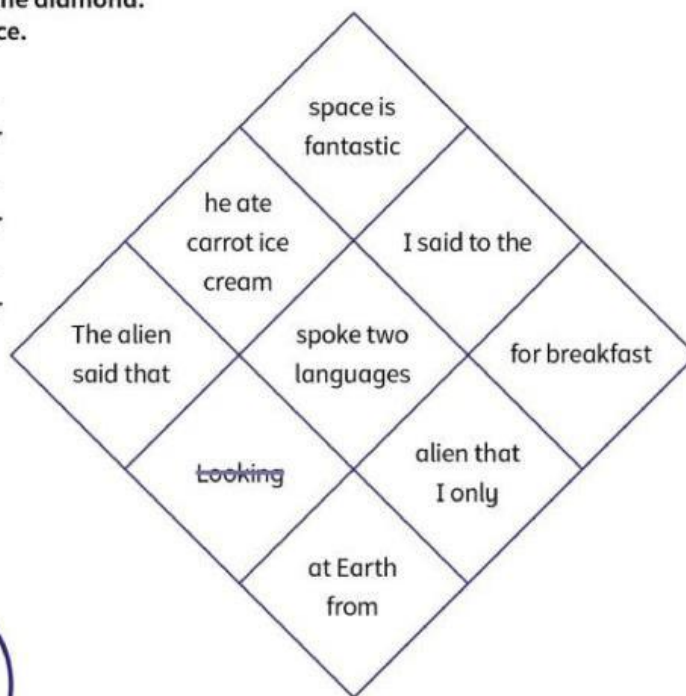 the diamond.
ce.
space is
fantastic
he ate
carrot ice
cream
I said to the
The alien
said that
spoke two
languages
for breakfast
Looking
alien that
I only
at Earth
from